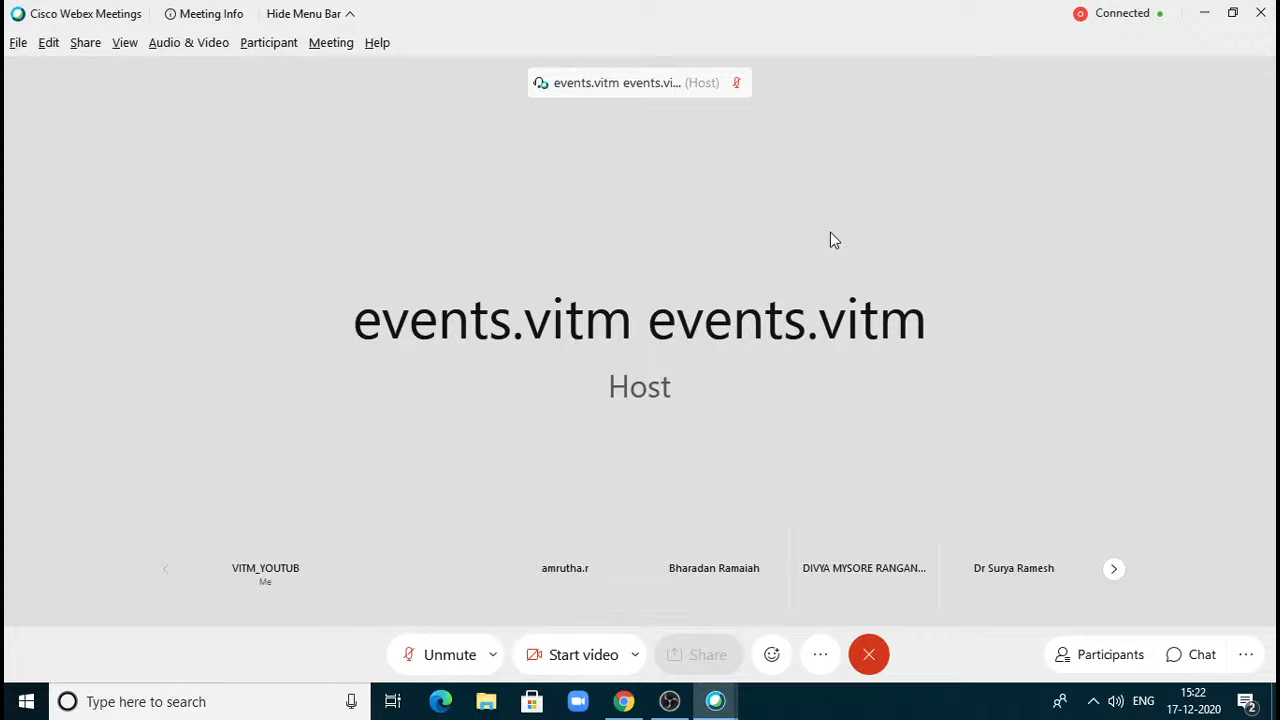 Cisco Webex Meetings Meeting Info Hide Menu Bar Connected
File Edit Share View Audio & Video Participant Meeting Help
events.vitm events.vi... (Host)
events.vitm events.vitm
Host
VITM_YOUTUB amrutha.r Bharadan Ramaiah DIVYA MYSORE RANGAN... Dr Surya Ramesh
Me
Unmute Start video Share ... Participants Chat ...
Type here to search ENG 15:22
17-12-2020 2